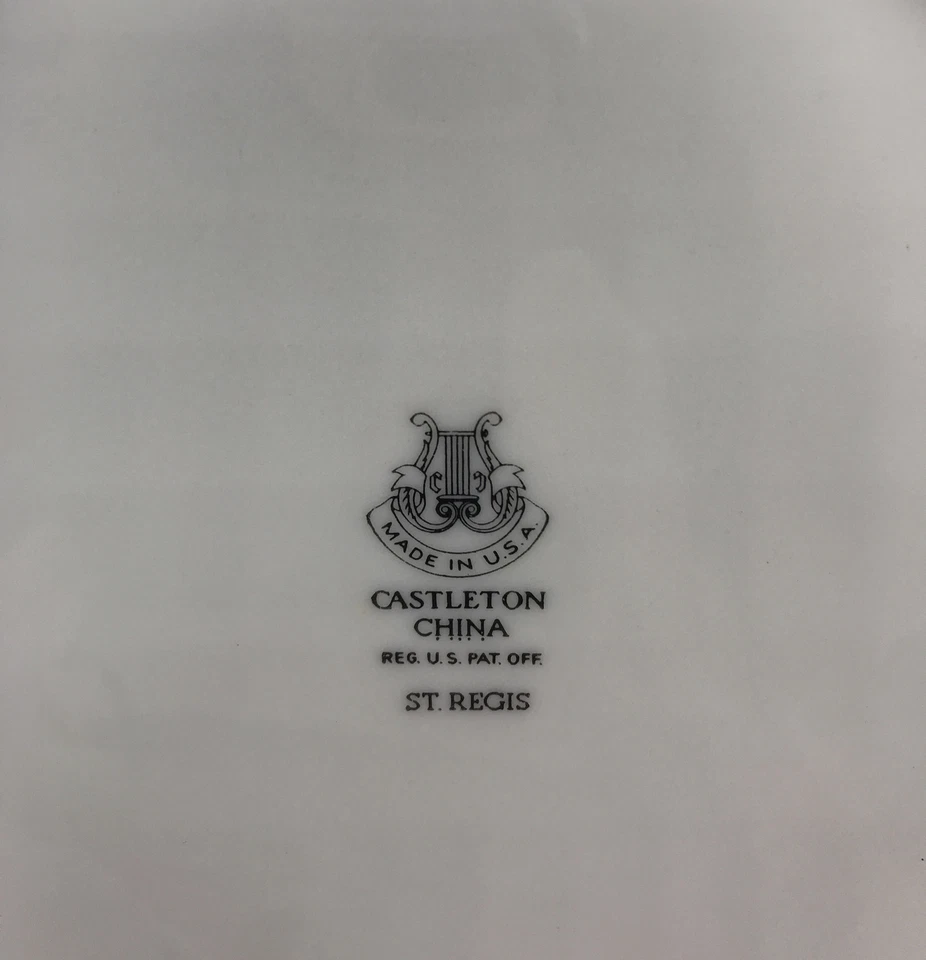 MADE IN U.S.A.
CASTLETON
CHINA
REG. U.S. PAT. OFF.
ST. REGIS